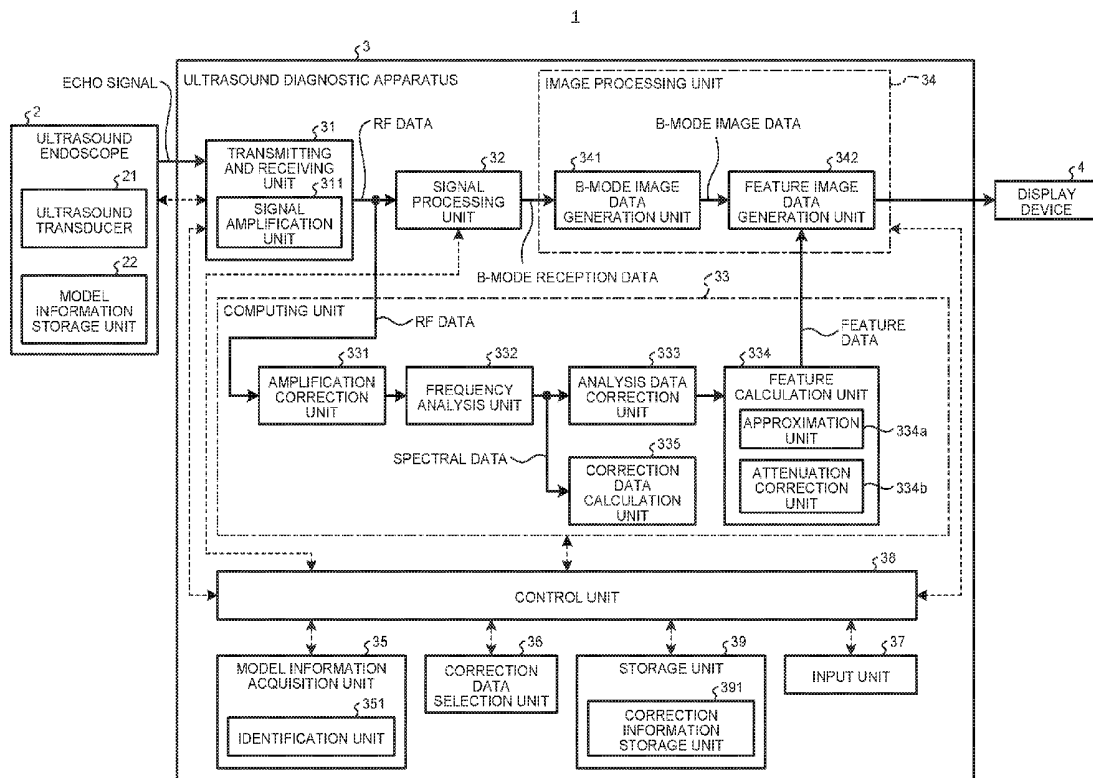 1
3
ULTRASOUND DIAGNOSTIC APPARATUS
ECHO SIGNAL
2
ULTRASOUND
ENDOSCOPE
21
ULTRASOUND
TRANSDUCER
22
MODEL
INFORMATION
STORAGE UNIT
31
TRANSMITTING
AND RECEIVING
UNIT
311
SIGNAL
AMPLIFICATION
UNIT
RF DATA
32
SIGNAL
PROCESSING
UNIT
B-MODE RECEPTION DATA
IMAGE PROCESSING UNIT
34
B-MODE IMAGE DATA
341
B-MODE IMAGE
DATA
GENERATION UNIT
342
FEATURE IMAGE
DATA
GENERATION UNIT
4
DISPLAY
DEVICE
33
COMPUTING UNIT
RF DATA
331
AMPLIFICATION
CORRECTION
UNIT
332
FREQUENCY
ANALYSIS UNIT
SPECTRAL DATA
333
ANALYSIS DATA
CORRECTION
UNIT
335
CORRECTION
DATA
CALCULATION
UNIT
FEATURE
DATA
334
FEATURE
CALCULATION UNIT
APPROXIMATION
UNIT
334a
ATTENUATION
CORRECTION UNIT
334b
38
CONTROL UNIT
35
MODEL INFORMATION
ACQUISITION UNIT
351
IDENTIFICATION UNIT
36
CORRECTION
DATA
SELECTION UNIT
39
STORAGE UNIT
391
CORRECTION
INFORMATION
STORAGE UNIT
37
INPUT UNIT